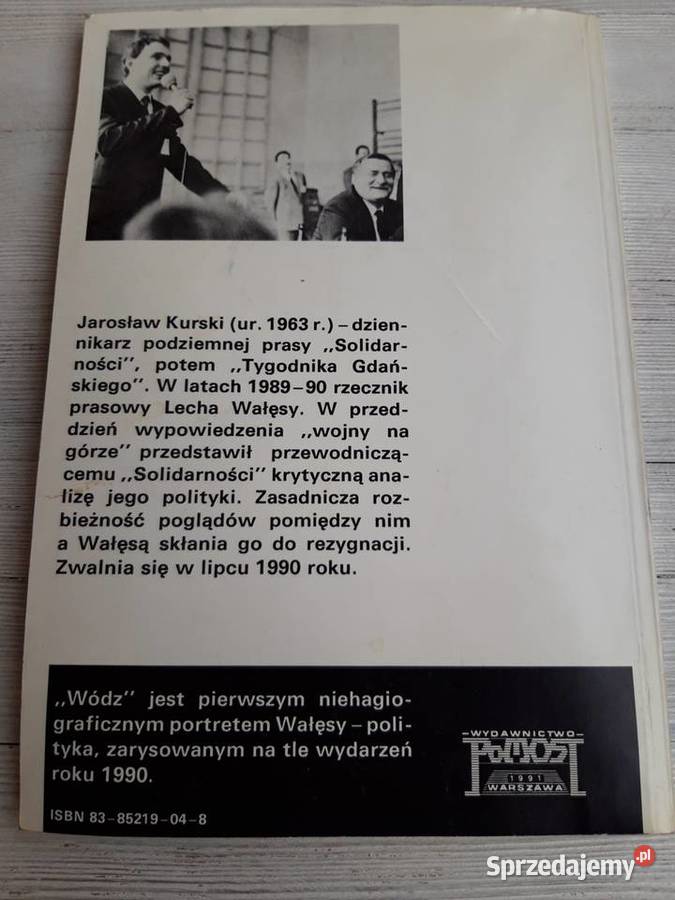 Jarosław Kurski (ur. 1963 r.) – dzien-
nikarz podziemnej prasy ,,Solidar-
ności", potem ,,Tygodnika Gdań-
skiego". W latach 1989–90 rzecznik
prasowy Lecha Wałęsy. W przed-
dzień wypowiedzenia ,,wojny na
górze" przedstawił przewodniczą-
cemu ,,Solidarności" krytyczną ana-
lizę jego polityki. Zasadnicza roz-
bieżność poglądów pomiędzy nim
a Wałęsą skłania go do rezygnacji.
Zwalnia się w lipcu 1990 roku.
,,Wódz" jest pierwszym niehagio-
graficznym portretem Wałęsy – poli-
tyka, zarysowanym na tle wydarzeń
roku 1990.
ISBN 83–85219–04–8
–WYDAWNICTWO–
POMOST
1991
WARSZAWA
Sprzedajemy.pl